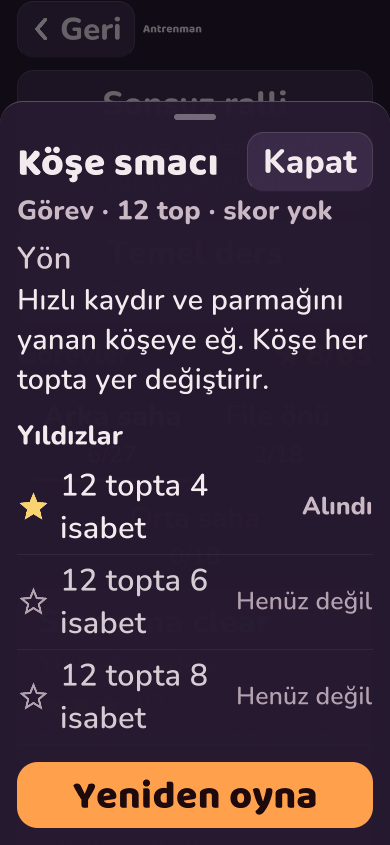 Geri
Antrenman
Sonsuz ralli
Köşe smacı
Kapat
Görev · 12 top · skor yok
Yön
Hızlı kaydır ve parmağını
yanan köşeye eğ. Köşe her
topta yer değiştirir.
Yıldızlar
12 topta 4
isabet
Alındı
12 topta 6
isabet
Henüz değil
12 topta 8
isabet
Henüz değil
Yeniden oyna